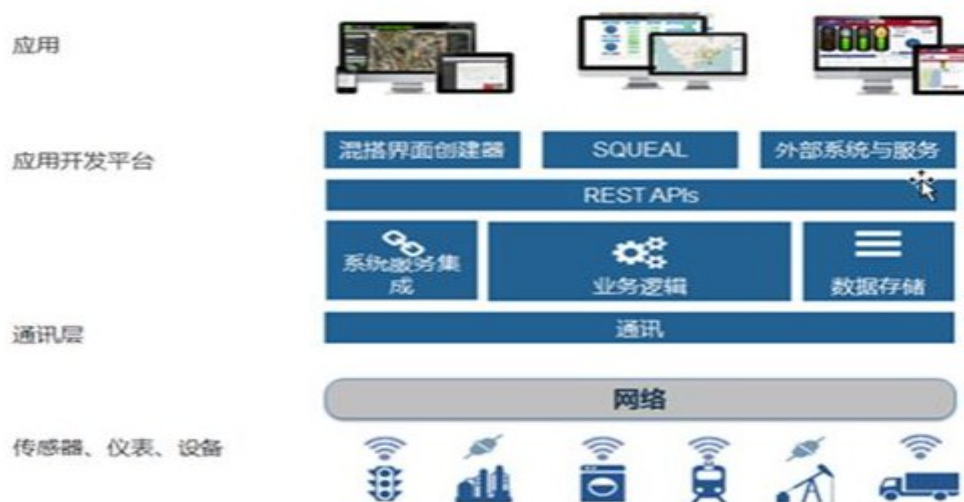 应用
应用开发平台
混搭界面创建器
SQUEAL
外部系统与服务
REST APIs
系统服务集
成
业务逻辑
数据存储
通讯层
通讯
网络
传感器、仪表、设备